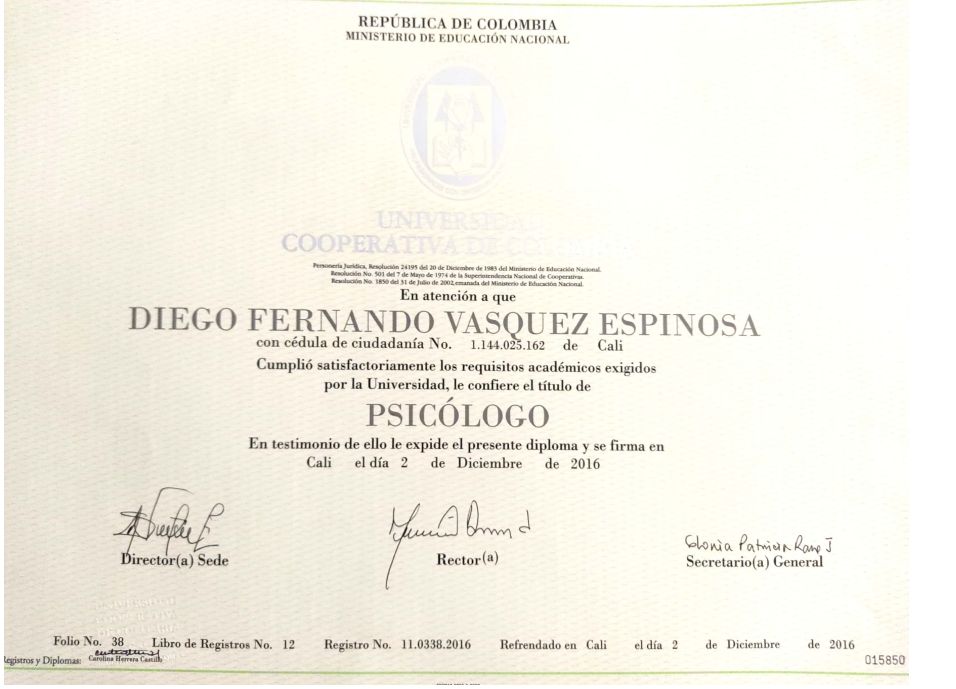 REPÚBLICA DE COLOMBIA
MINISTERIO DE EDUCACIÓN NACIONAL
UNIVERSIDAD
COOPERATIVA DE COLOMBIA
Personería Jurídica, Resolución 24195 del 20 de Diciembre de 1983 del Ministerio de Educación Nacional.
Resolución No. 501 del 7 de Mayo de 1974 de la Superintendencia Nacional de Cooperativas.
Resolución No. 1850 del 31 de Julio de 2002,emanada del Ministerio de Educación Nacional.
En atención a que
DIEGO FERNANDO VASQUEZ ESPINOSA
con cédula de ciudadanía No. 1.144.025.162 de Cali
Cumplió satisfactoriamente los requisitos académicos exigidos
por la Universidad, le confiere el título de
PSICÓLOGO
En testimonio de ello le expide el presente diploma y se firma en
Cali el día 2 de Diciembre de 2016
Director(a) Sede
Rector(a)
Secretario(a) General
Folio No. 38 Libro de Registros No. 12 Registro No. 11.0338.2016 Refrendado en Cali el día 2 de Diciembre de 2016
egistros y Diplomas: Carolina Herrera Castillo
015850